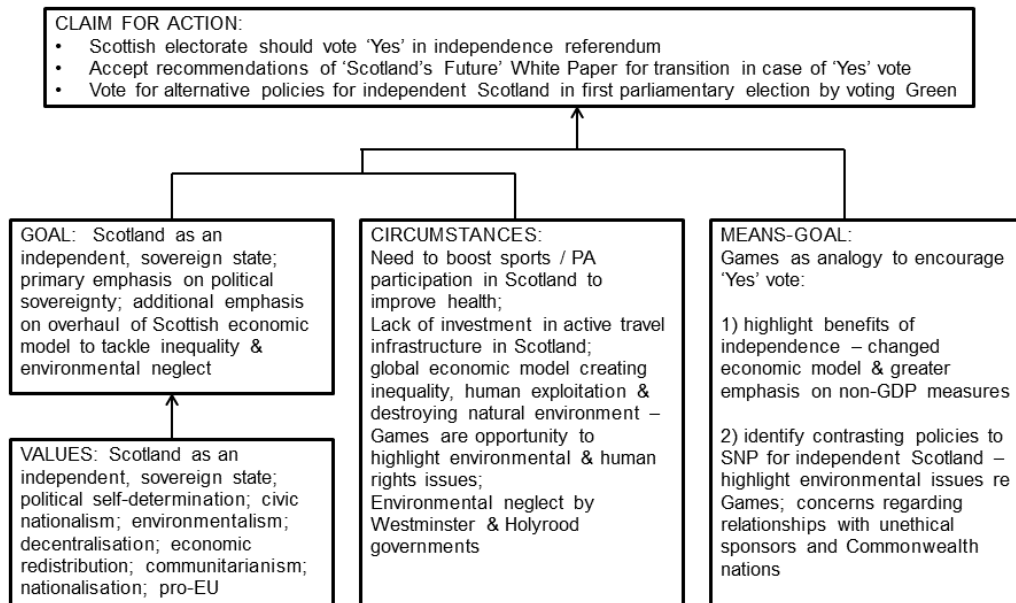 CLAIM FOR ACTION:
• Scottish electorate should vote ‘Yes’ in independence referendum
• Accept recommendations of ‘Scotland’s Future’ White Paper for transition in case of ‘Yes’ vote
• Vote for alternative policies for independent Scotland in first parliamentary election by voting Green
GOAL: Scotland as an
independent, sovereign state;
primary emphasis on political
sovereignty; additional emphasis
on overhaul of Scottish economic
model to tackle inequality &
environmental neglect
VALUES: Scotland as an
independent, sovereign state;
political self-determination; civic
nationalism; environmentalism;
decentralisation; economic
redistribution; communitarianism;
nationalisation; pro-EU
CIRCUMSTANCES:
Need to boost sports / PA
participation in Scotland to
improve health;
Lack of investment in active travel
infrastructure in Scotland;
global economic model creating
inequality, human exploitation &
destroying natural environment –
Games are opportunity to
highlight environmental & human
rights issues;
Environmental neglect by
Westminster & Holyrood
governments
MEANS-GOAL:
Games as analogy to encourage
‘Yes’ vote:
1) highlight benefits of
independence – changed
economic model & greater
emphasis on non-GDP measures
2) identify contrasting policies to
SNP for independent Scotland –
highlight environmental issues re
Games; concerns regarding
relationships with unethical
sponsors and Commonwealth
nations